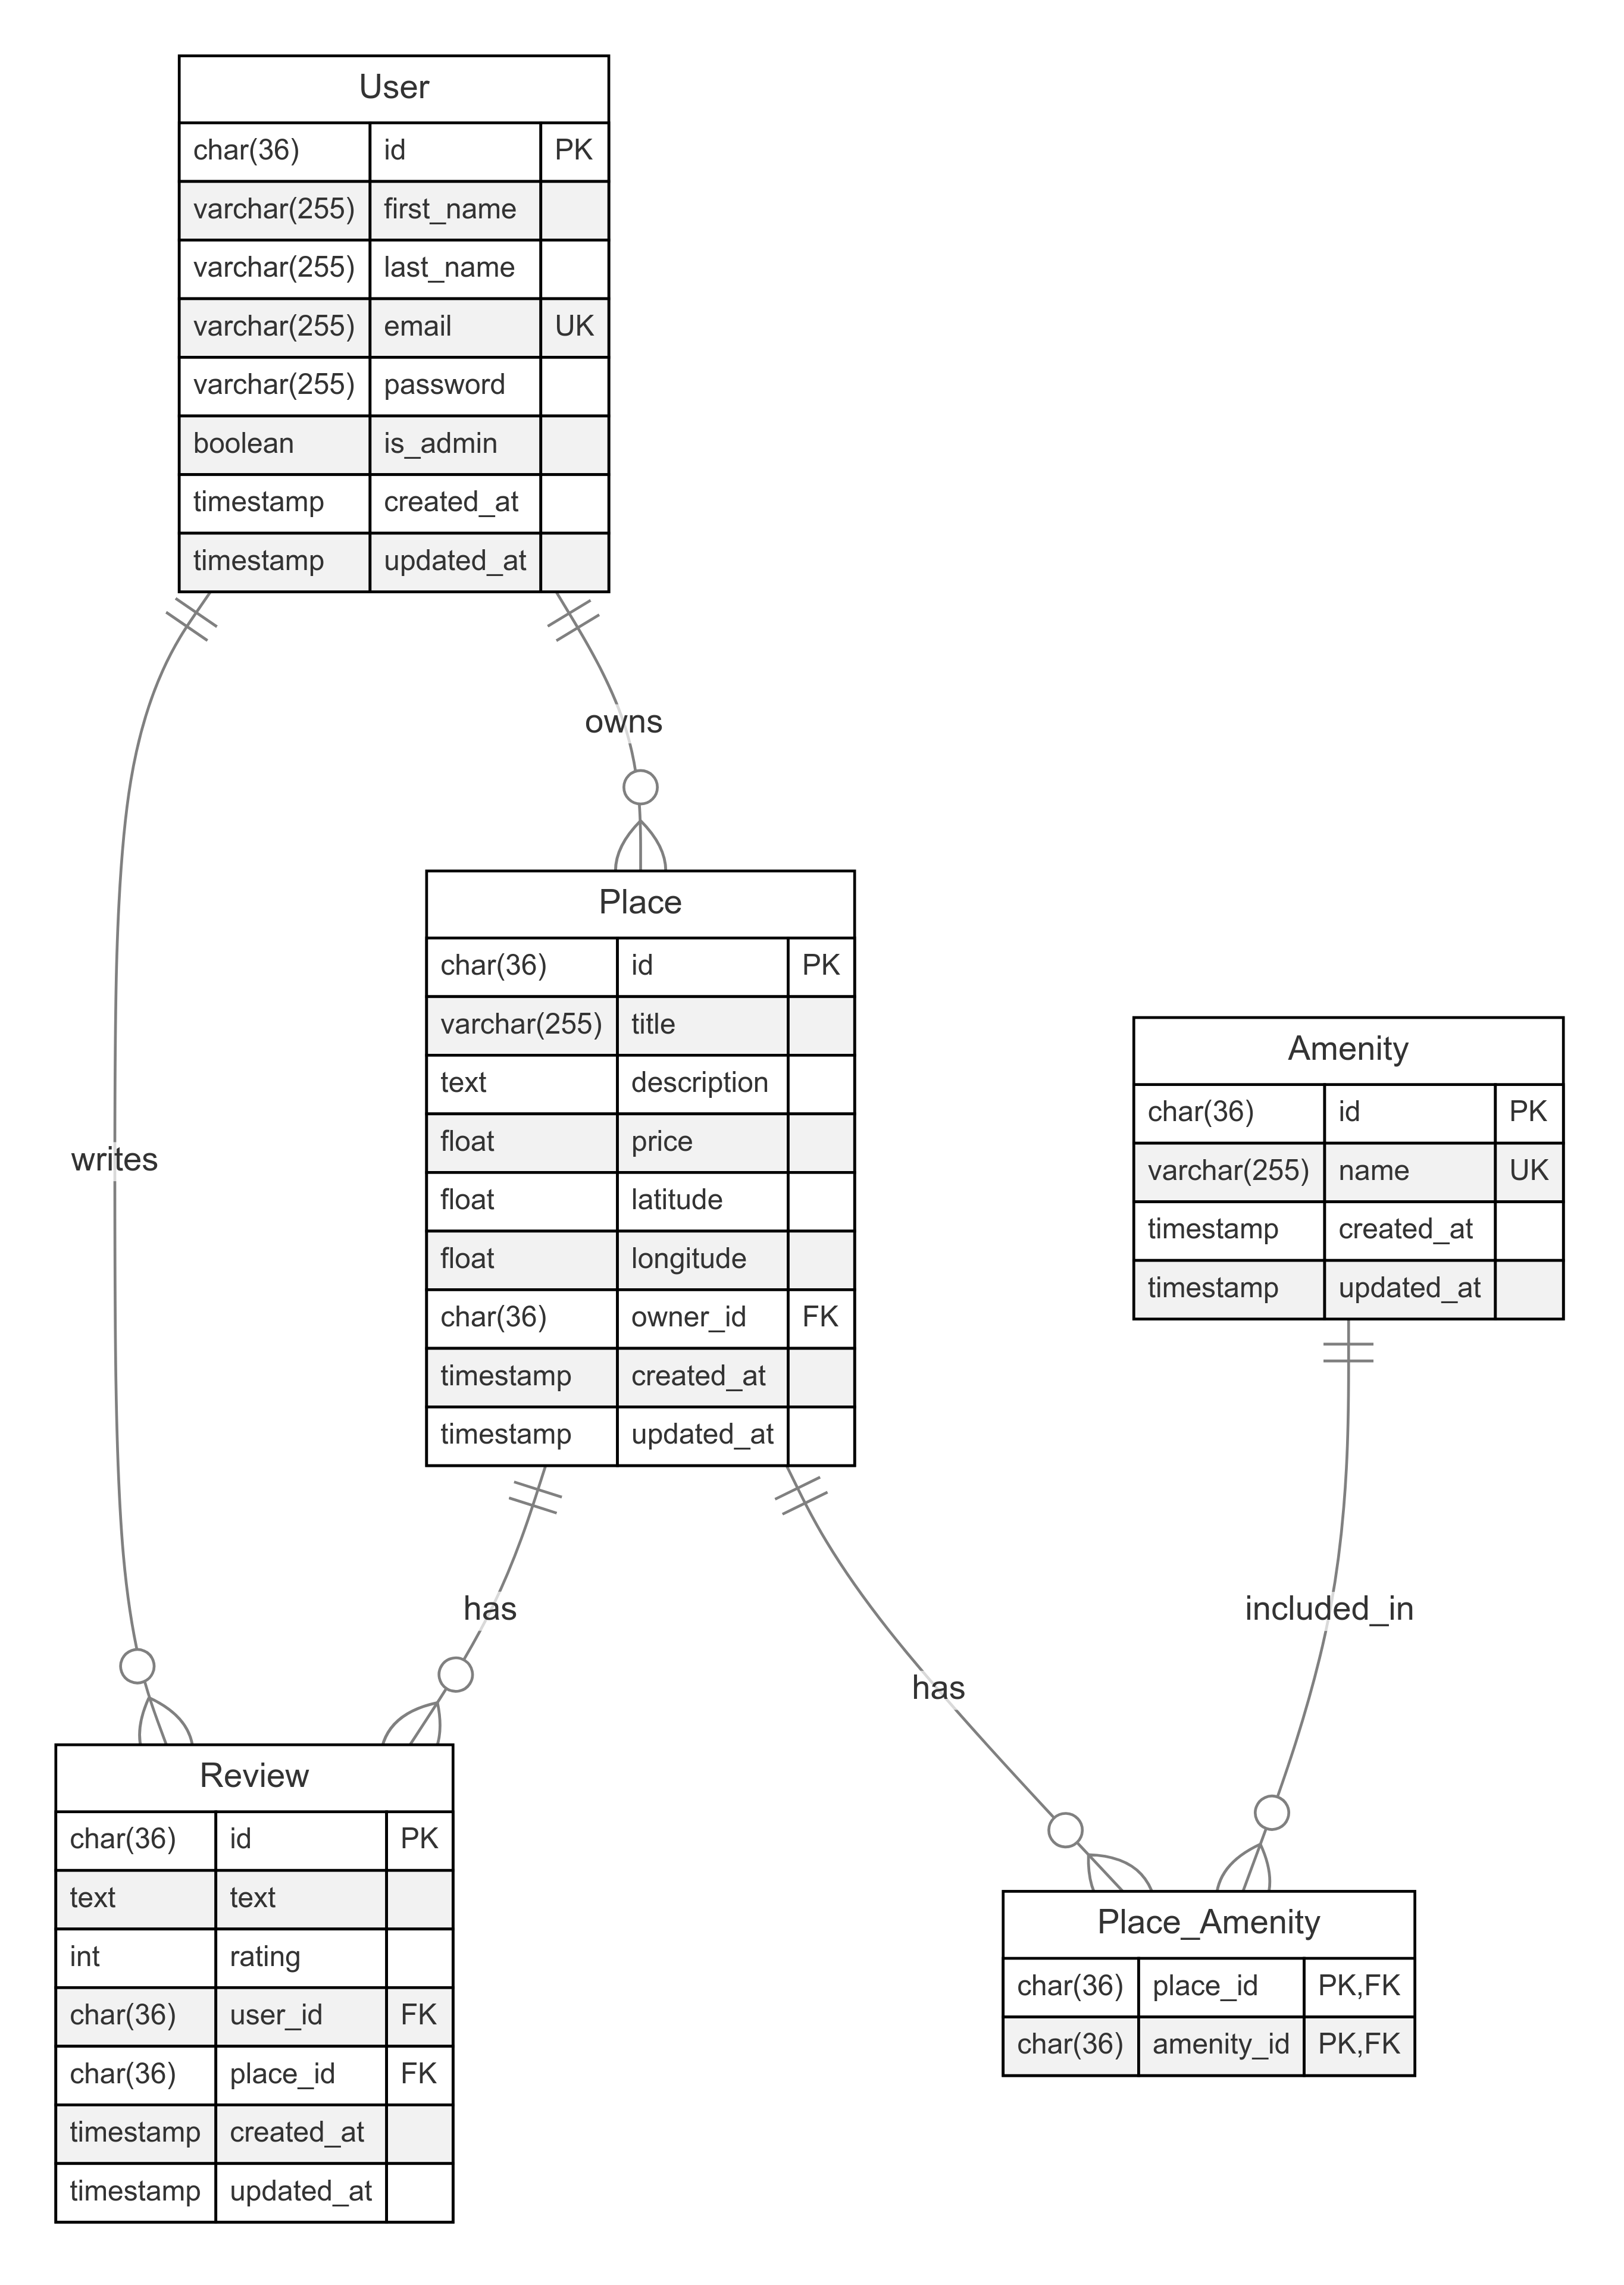 User
char(36) id PK
varchar(255) first_name
varchar(255) last_name
varchar(255) email UK
varchar(255) password
boolean is_admin
timestamp created_at
timestamp updated_at
owns
Place
char(36) id PK
varchar(255) title
text description
float price
float latitude
float longitude
char(36) owner_id FK
timestamp created_at
timestamp updated_at
Amenity
char(36) id PK
varchar(255) name UK
timestamp created_at
timestamp updated_at
writes
has
included_in
has
Review
char(36) id PK
text text
int rating
char(36) user_id FK
char(36) place_id FK
timestamp created_at
timestamp updated_at
Place_Amenity
char(36) place_id PK,FK
char(36) amenity_id PK,FK